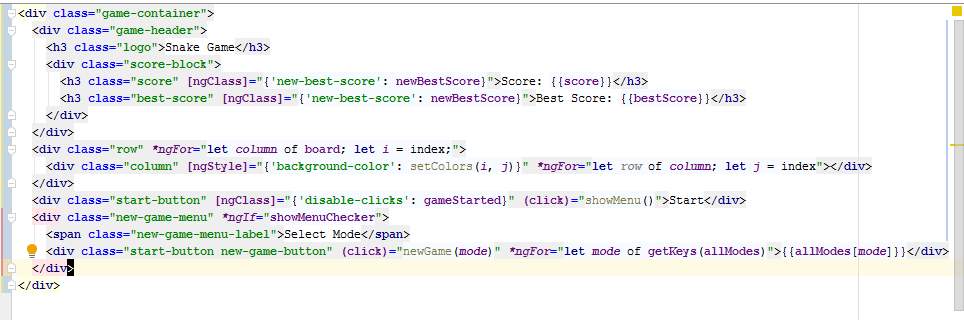 <div class="game-container">
<div class="game-header">
<h3 class="logo">Snake Game</h3>
<div class="score-block">
<h3 class="score" [ngClass]="{'new-best-score': newBestScore}">Score: {{score}}</h3>
<h3 class="best-score" [ngClass]="{'new-best-score': newBestScore}">Best Score: {{bestScore}}</h3>
</div>
</div>
<div class="row" *ngFor="let column of board; let i = index;">
<div class="column" [ngStyle]="{'background-color': setColors(i, j)}" *ngFor="let row of column; let j = index"></div>
</div>
<div class="start-button" [ngClass]="{'disable-clicks': gameStarted}" (click)="showMenu()">Start</div>
<div class="new-game-menu" *ngIf="showMenuChecker">
<span class="new-game-menu-label">Select Mode</span>
<div class="start-button new-game-button" (click)="newGame(mode)" *ngFor="let mode of getKeys(allModes)">{{allModes[mode]}}</div>
</div>
</div>